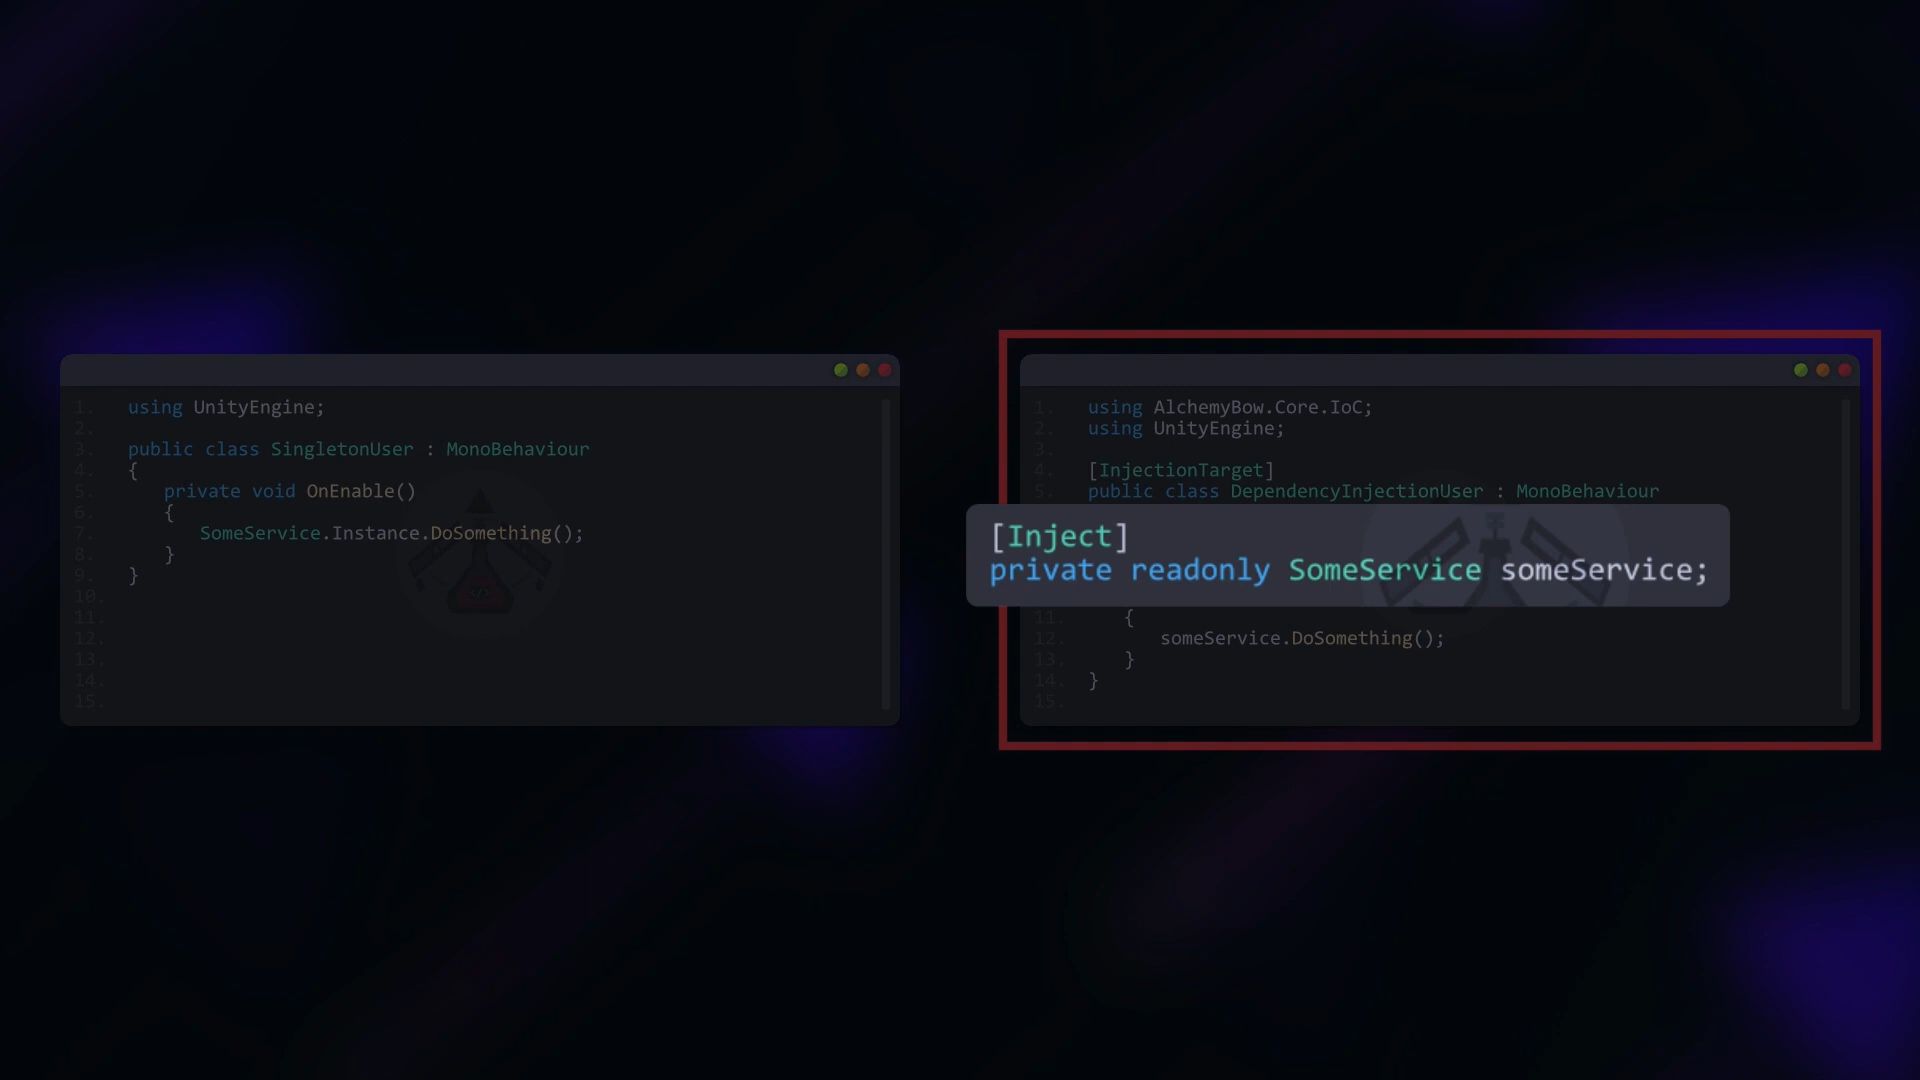 1. using UnityEngine;
2.
3. public class SingletonUser : MonoBehaviour
4. {
5. private void OnEnable()
6. {
7. SomeService.Instance.DoSomething();
8. }
9. }
10.
11.
12.
13.
14.
15.
</>
1. using AlchemyBow.Core.IoC;
2. using UnityEngine;
3.
4. [InjectionTarget]
5. public class DependencyInjectionUser : MonoBehaviour
[Inject]
private readonly SomeService someService;
11. {
12. someService.DoSomething();
13. }
14. }
15.